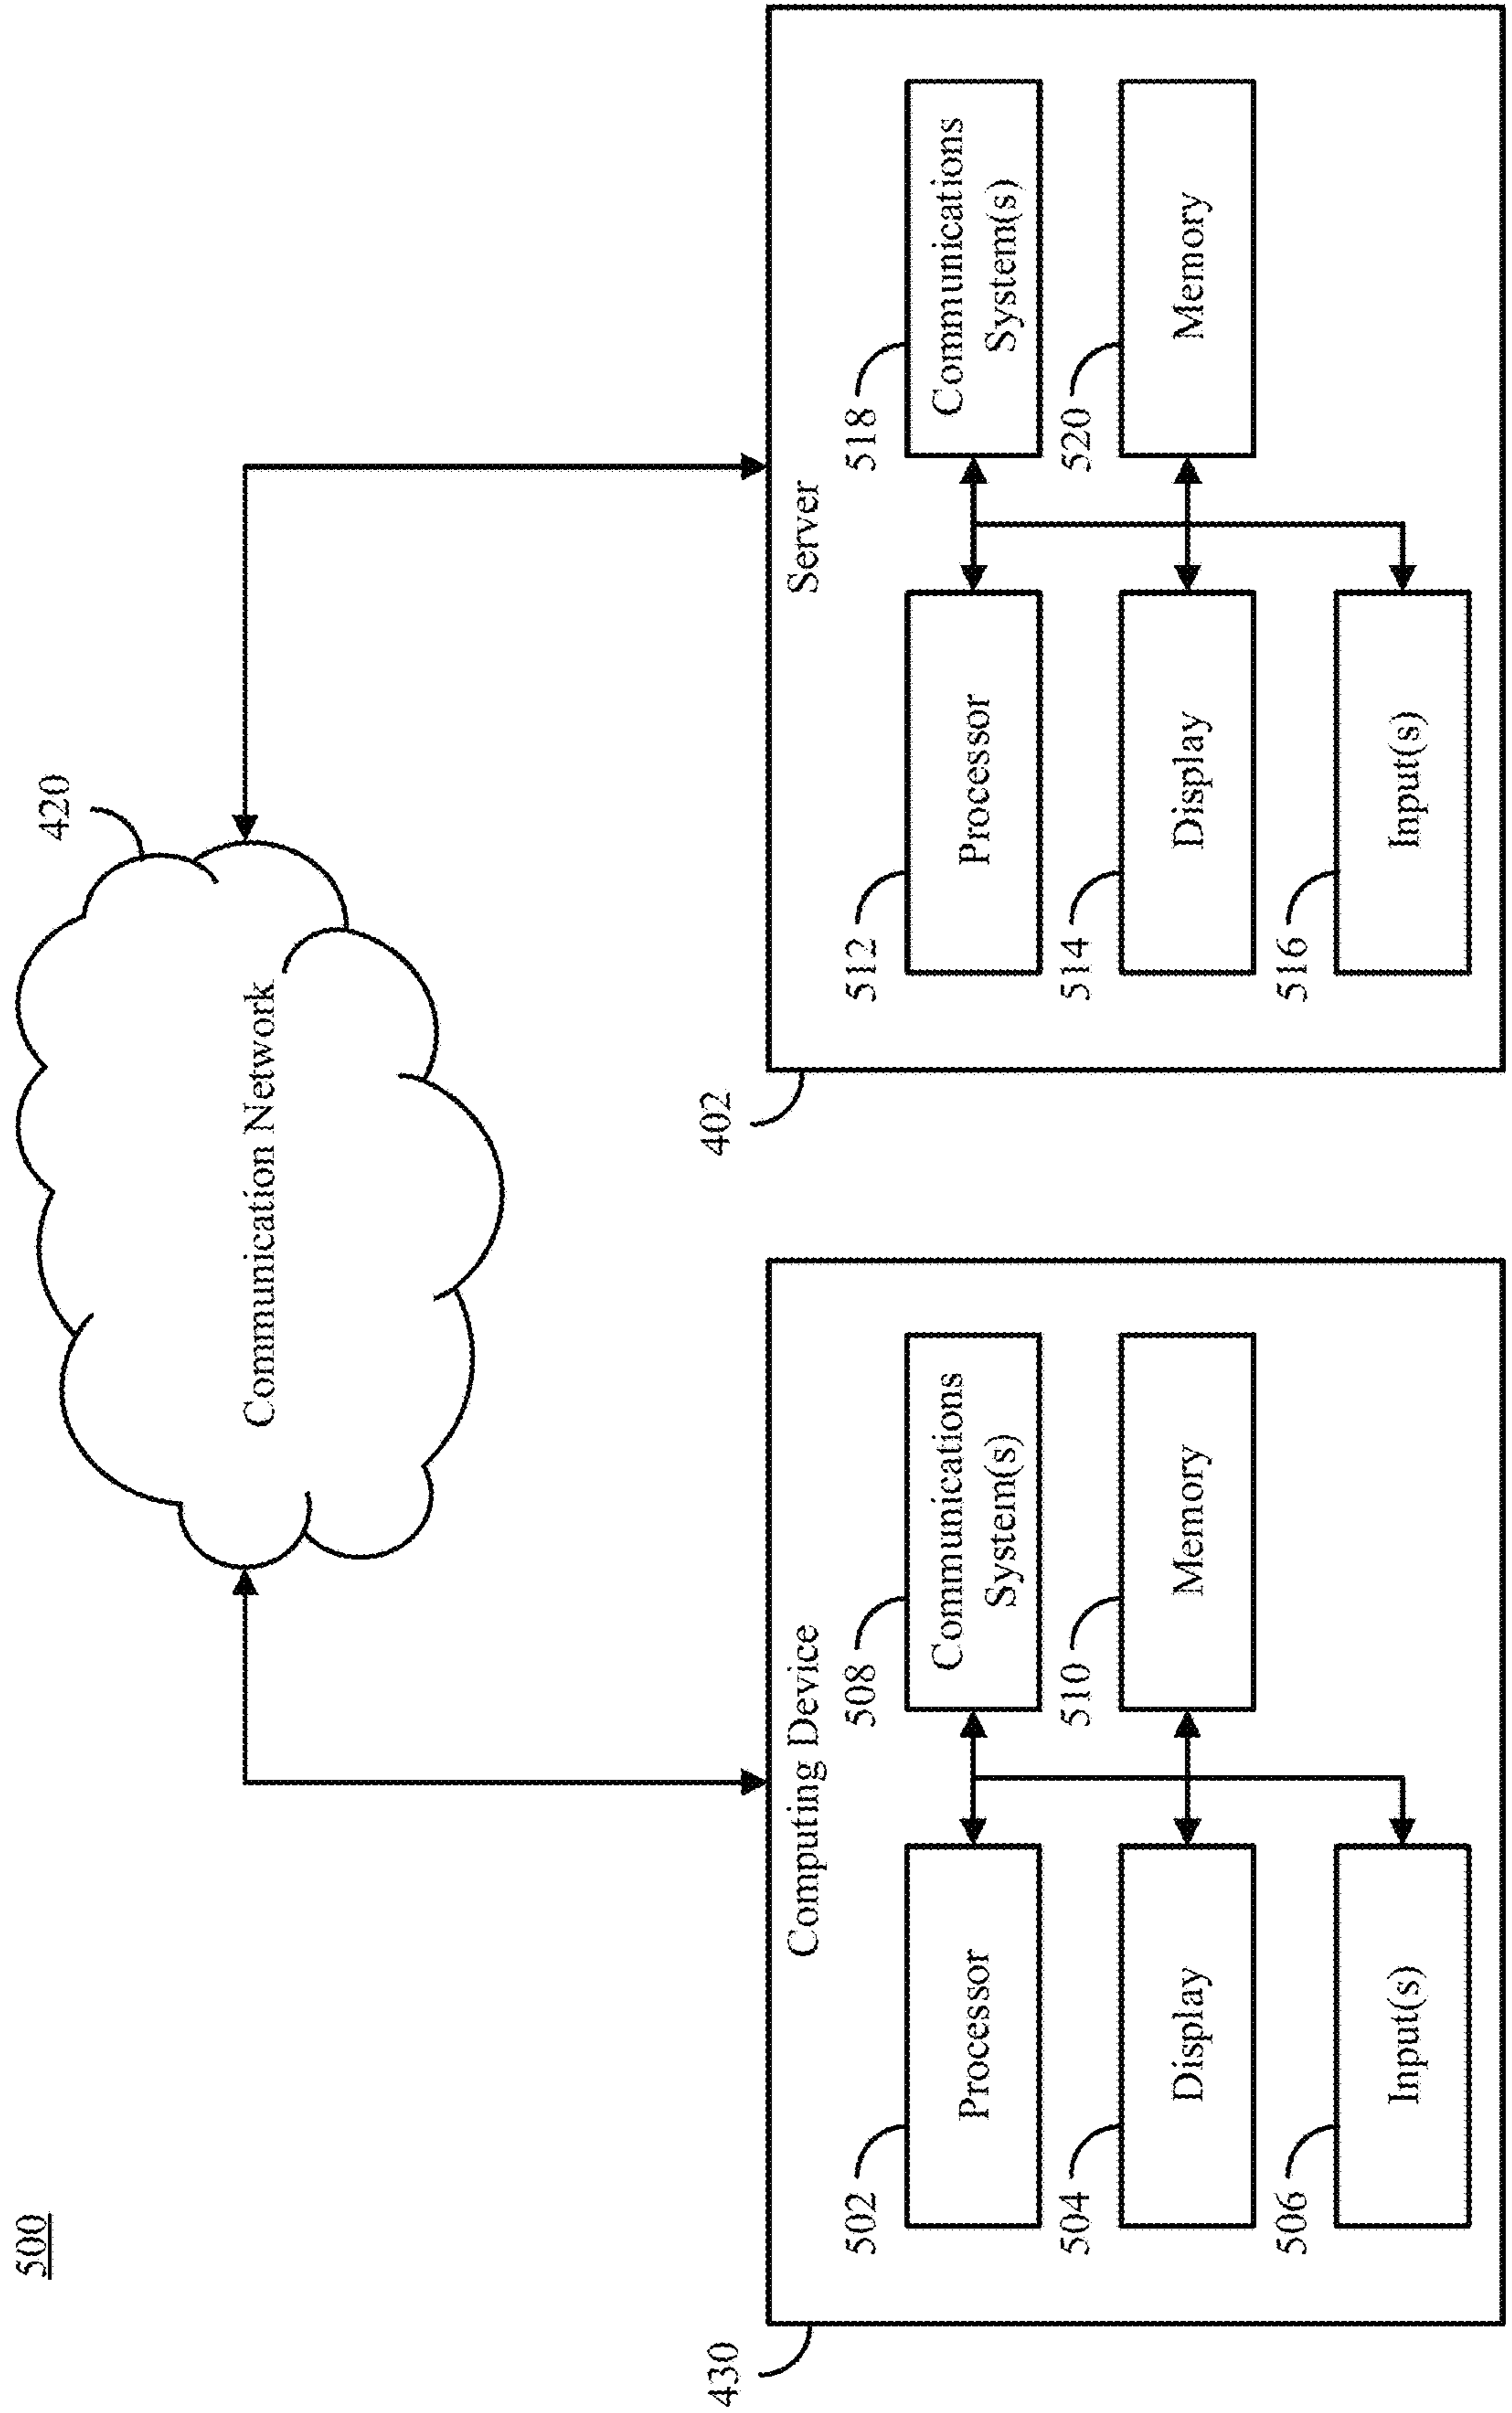 500
420
Communication Network
430
Computing Device
502
Processor
508
Communications
System(s)
504
Display
510
Memory
506
Input(s)
402
Server
512
Processor
518
Communications
System(s)
514
Display
520
Memory
516
Input(s)